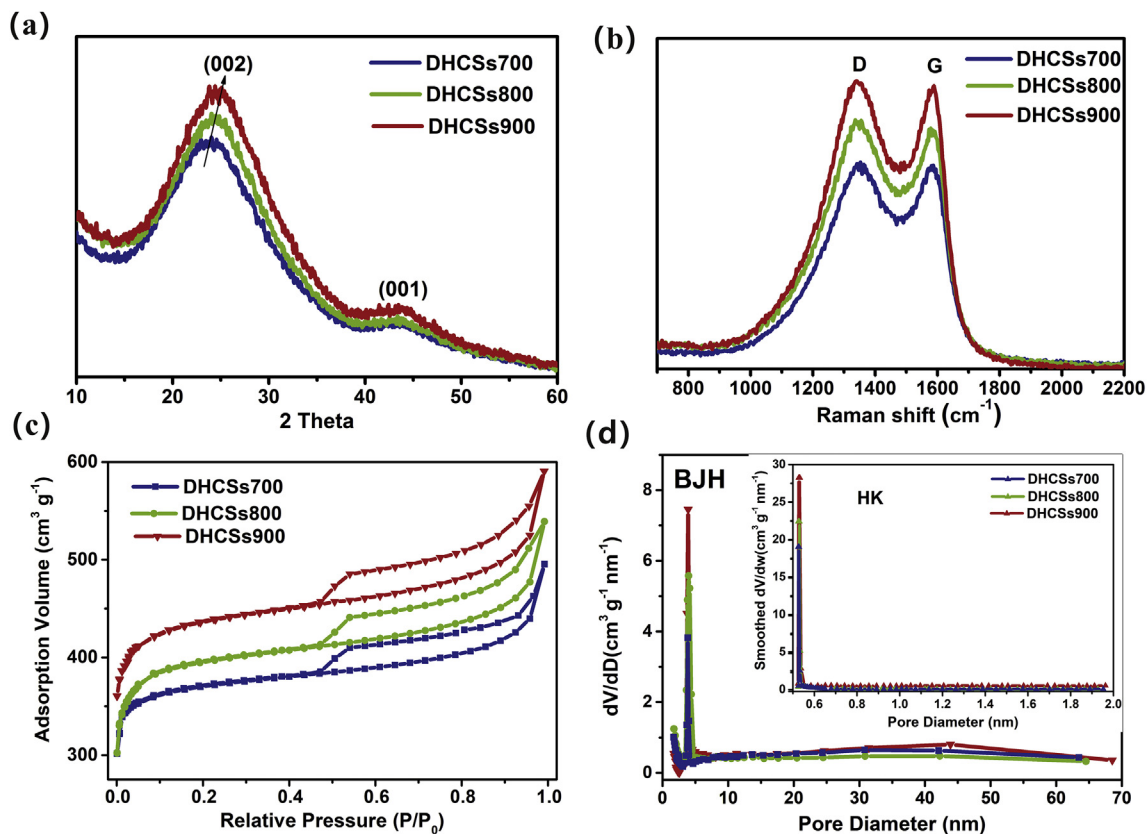 (a)
(002)
DHCSs700
DHCSs800
DHCSs900
(001)
10 20 30 40 50 60
2 Theta
(b)
D G
DHCSs700
DHCSs800
DHCSs900
1000 1200 1400 1600 1800 2000 2200
Raman shift (cm⁻¹)
(c)
Adsorption Volume (cm³ g⁻¹)
600
500
400
300
DHCSs700
DHCSs800
DHCSs900
0.0 0.2 0.4 0.6 0.8 1.0
Relative Pressure (P/P₀)
(d)
dV/dD(cm³ g⁻¹ nm⁻¹)
8
6
4
2
0
BJH
0 10 20 30 40 50 60 70
Pore Diameter (nm)
Smoothed dV/dw(cm³ g⁻¹ nm⁻¹)
30
25
20
15
10
5
0
HK
DHCSs700
DHCSs800
DHCSs900
0.6 0.8 1.0 1.2 1.4 1.6 1.8 2.0
Pore Diameter (nm)